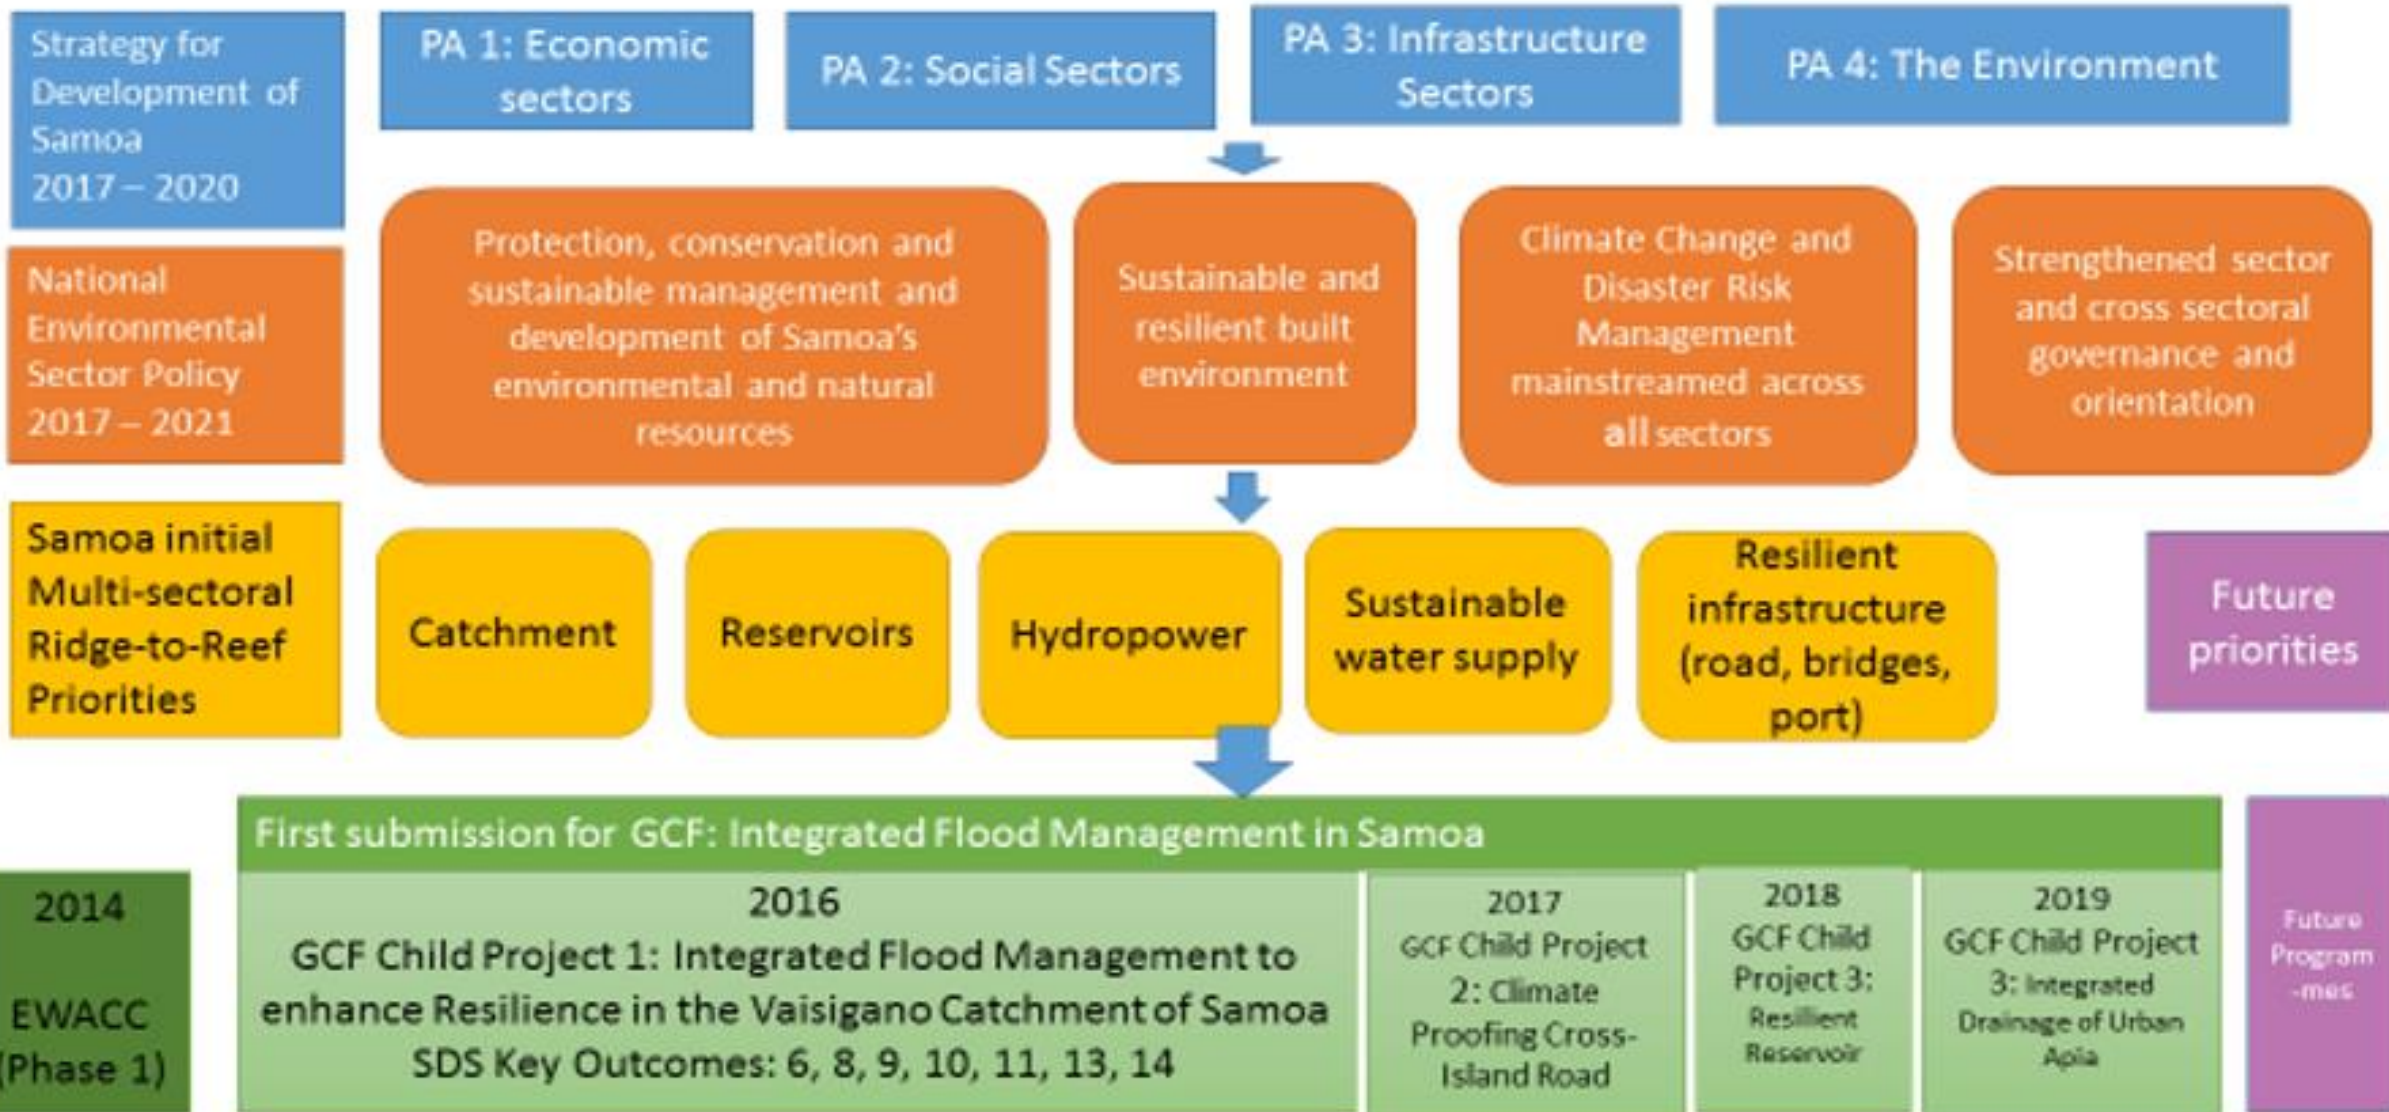 Strategy for
Development of
Samoa
2017 – 2020
PA 1: Economic
sectors
PA 2: Social Sectors
PA 3: Infrastructure
Sectors
PA 4: The Environment
National
Environmental
Sector Policy
2017 – 2021
Protection, conservation and
sustainable management and
development of Samoa's
environmental and natural
resources
Sustainable and
resilient built
environment
Climate Change and
Disaster Risk
Management
mainstreamed across
all sectors
Strengthened sector
and cross sectoral
governance and
orientation
Samoa initial
Multi-sectoral
Ridge-to-Reef
Priorities
Catchment
Reservoirs
Hydropower
Sustainable
water supply
Resilient
infrastructure
(road, bridges,
port)
Future
priorities
First submission for GCF: Integrated Flood Management in Samoa
2014
EWACC
(Phase 1)
2016
GCF Child Project 1: Integrated Flood Management to
enhance Resilience in the Vaisigano Catchment of Samoa
SDS Key Outcomes: 6, 8, 9, 10, 11, 13, 14
2017
GCF Child Project
2: Climate
Proofing Cross-
Island Road
2018
GCF Child
Project 3:
Resilient
Reservoir
2019
GCF Child Project
3: Integrated
Drainage of Urban
Apia
Future
Program
-mes